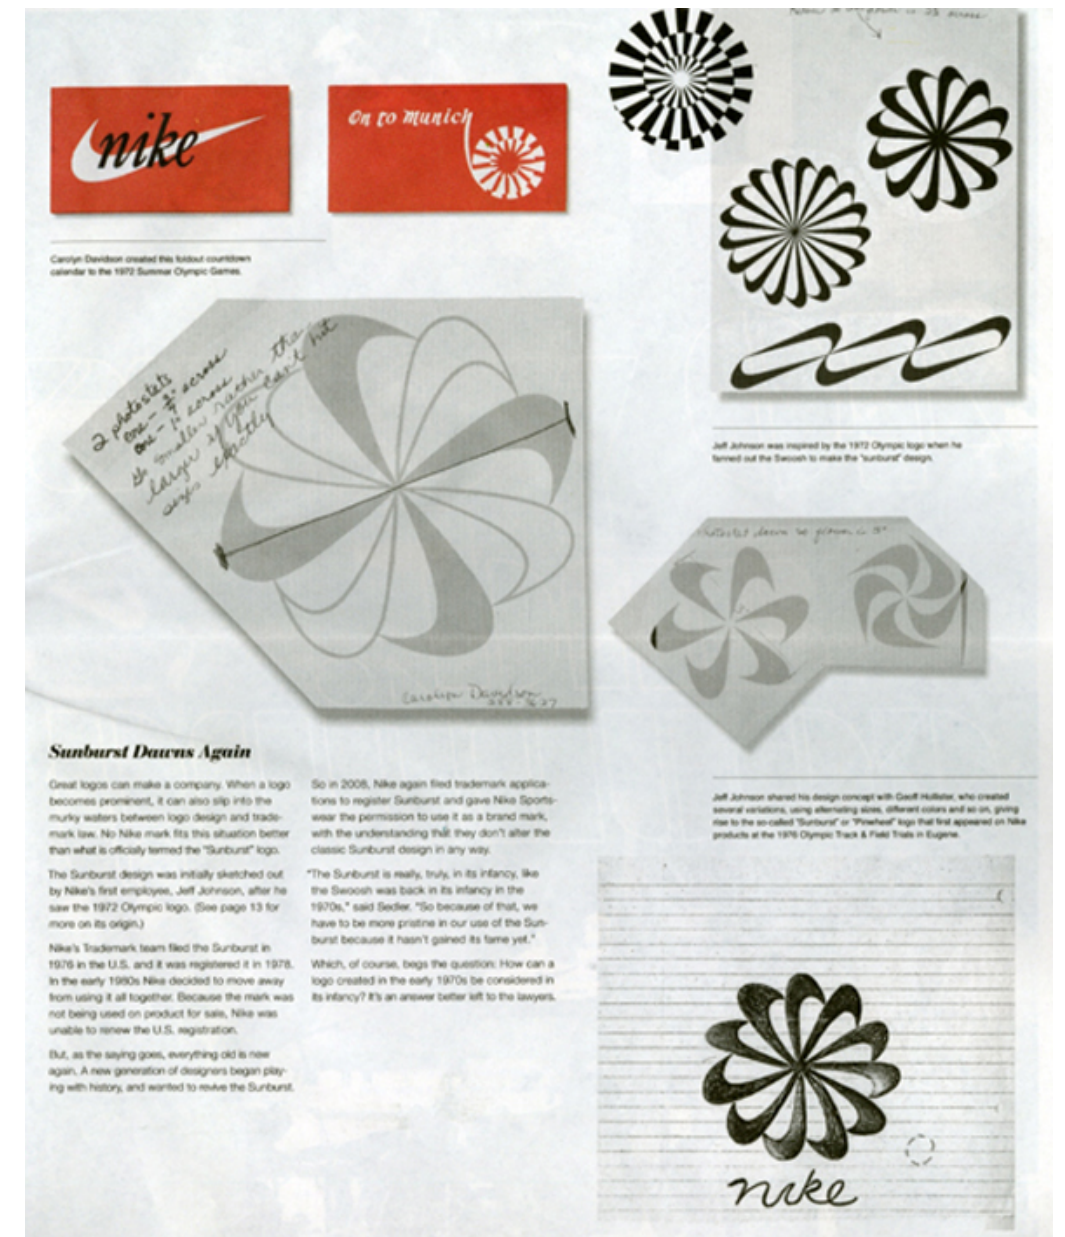 nike
On to Munich
Carolyn Davidson created this foldout countdown
calendar to the 1972 Summer Olympic Games.
2 photostats
one - across
one - 1" across
go smaller rather than
larger if you can't hit
sizes exactly
Carolyn Davidson
Jeff Johnson was inspired by the 1972 Olympic logo when he
fanned out the Swoosh to make the "sunburst" design.
Jeff Johnson shared his design concept with Geoff Hollister, who created
several variations, using alternating sizes, different colors and so on, giving
rise to the so-called "Sunburst" or "Pinwheel" logo that first appeared on Nike
products at the 1976 Olympic Track & Field Trials in Eugene.
Sunburst Dawns Again
Great logos can make a company. When a logo
becomes prominent, it can also slip into the
murky waters between logo design and trade-
mark law. No Nike mark fits this situation better
than what is officially termed the "Sunburst" logo.
The Sunburst design was initially sketched out
by Nike's first employee, Jeff Johnson, after he
saw the 1972 Olympic logo. (See page 13 for
more on its origin.)
Nike's Trademark team filed the Sunburst in
1976 in the U.S. and it was registered it in 1978.
In the early 1980s Nike decided to move away
from using it all together. Because the mark was
not being used on product for sale, Nike was
unable to renew the U.S. registration.
But, as the saying goes, everything old is new
again. A new generation of designers began play-
ing with history, and wanted to revive the Sunburst.
So in 2008, Nike again filed trademark applica-
tions to register Sunburst and gave Nike Sports-
wear the permission to use it as a brand mark,
with the understanding that they don't alter the
classic Sunburst design in any way.
"The Sunburst is really, truly, in its infancy, like
the Swoosh was back in its infancy in the
1970s," said Sedler. "So because of that, we
have to be more pristine in our use of the Sun-
burst because it hasn't gained its fame yet."
Which, of course, begs the question: How can a
logo created in the early 1970s be considered in
its infancy? It's an answer better left to the lawyers.
nike